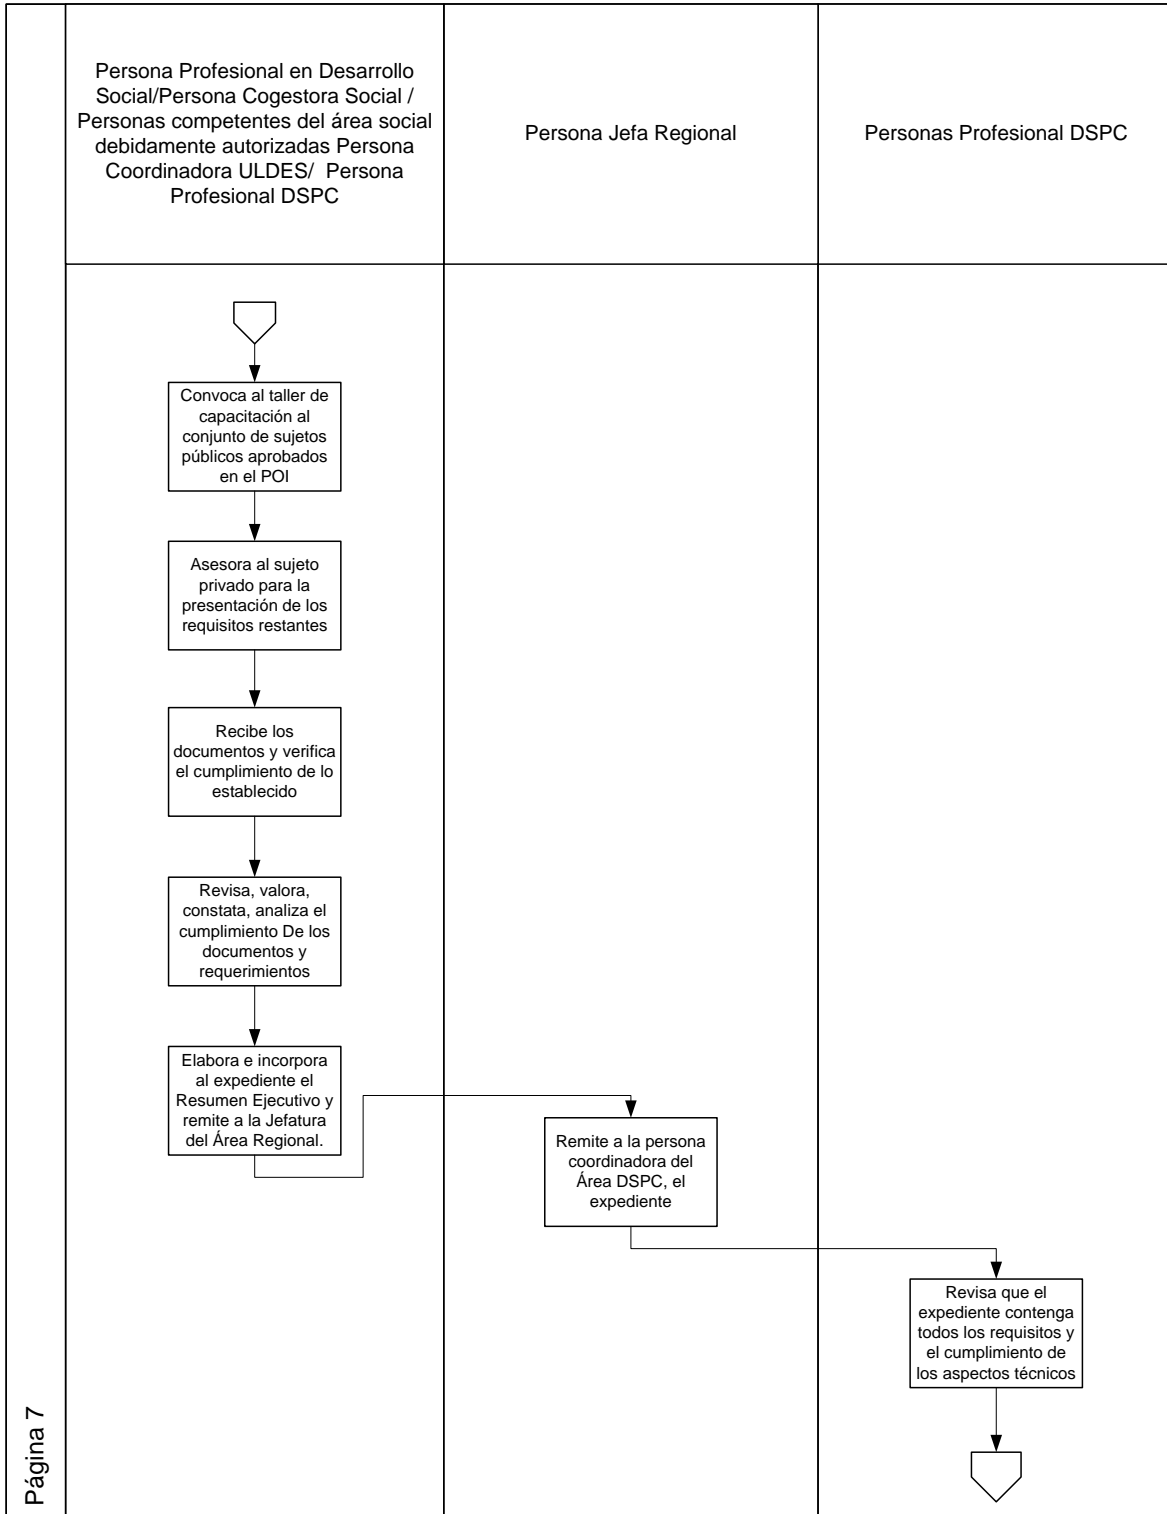 Persona Profesional en Desarrollo
Social/Persona Cogestora Social /
Personas competentes del área social
debidamente autorizadas Persona
Coordinadora ULDES/  Persona
Profesional DSPC
Persona Jefa Regional
Personas Profesional DSPC
Convoca al taller de
capacitación al
conjunto de sujetos
públicos aprobados
en el POI
Asesora al sujeto
privado para la
presentación de los
requisitos restantes
Recibe los
documentos y verifica
el cumplimiento de lo
establecido
Revisa, valora,
constata, analiza el
cumplimiento De los
documentos y
requerimientos
Elabora e incorpora
al expediente el
Resumen Ejecutivo y
remite a la Jefatura
del Área Regional.
Remite a la persona
coordinadora del
Área DSPC, el
expediente
Revisa que el
expediente contenga
todos los requisitos y
el cumplimiento de
los aspectos técnicos
Página 7